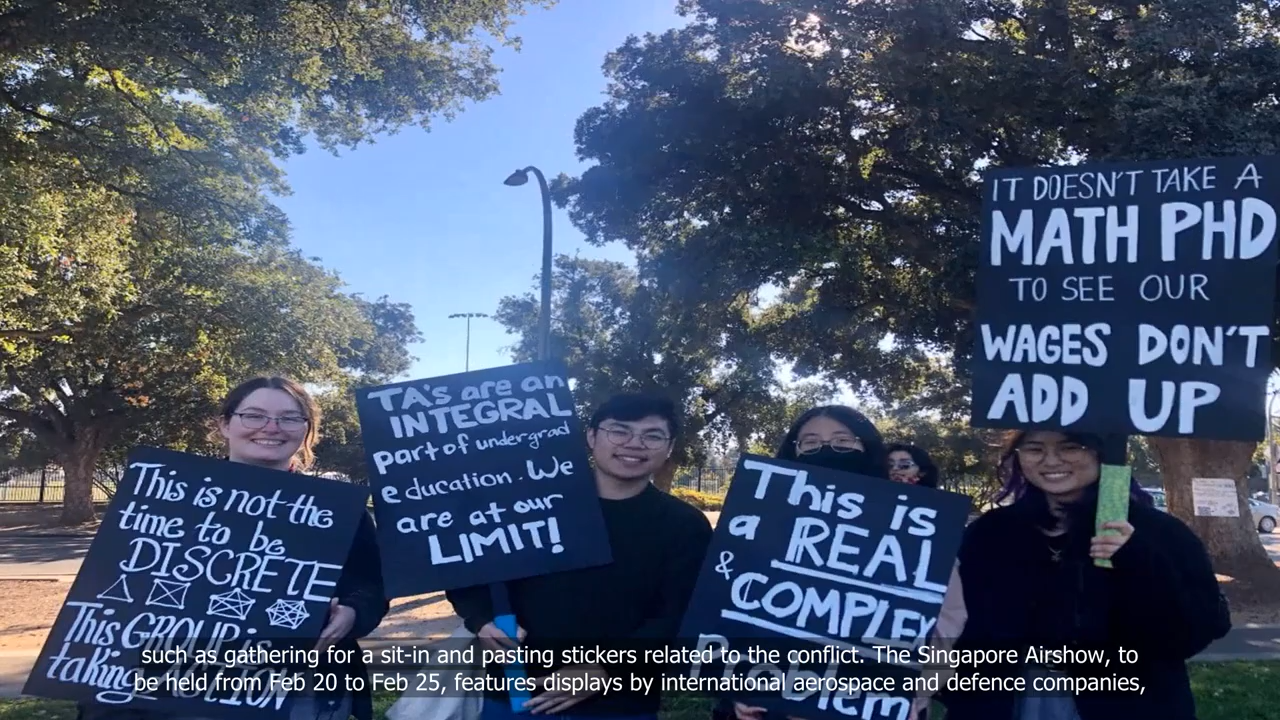 IT DOESN'T TAKE A
MATH PHD
TO SEE OUR
WAGES DON'T
ADD UP
TA's are an
INTEGRAL
part of undergrad
education. We
are at our
LIMIT!
This is not the
time to be
DISCRETE
This GROUP is
taking ACTION
This is
a REAL
& COMPLEX
Problem
such as gathering for a sit-in and pasting stickers related to the conflict. The Singapore Airshow, to
be held from Feb 20 to Feb 25, features displays by international aerospace and defence companies,